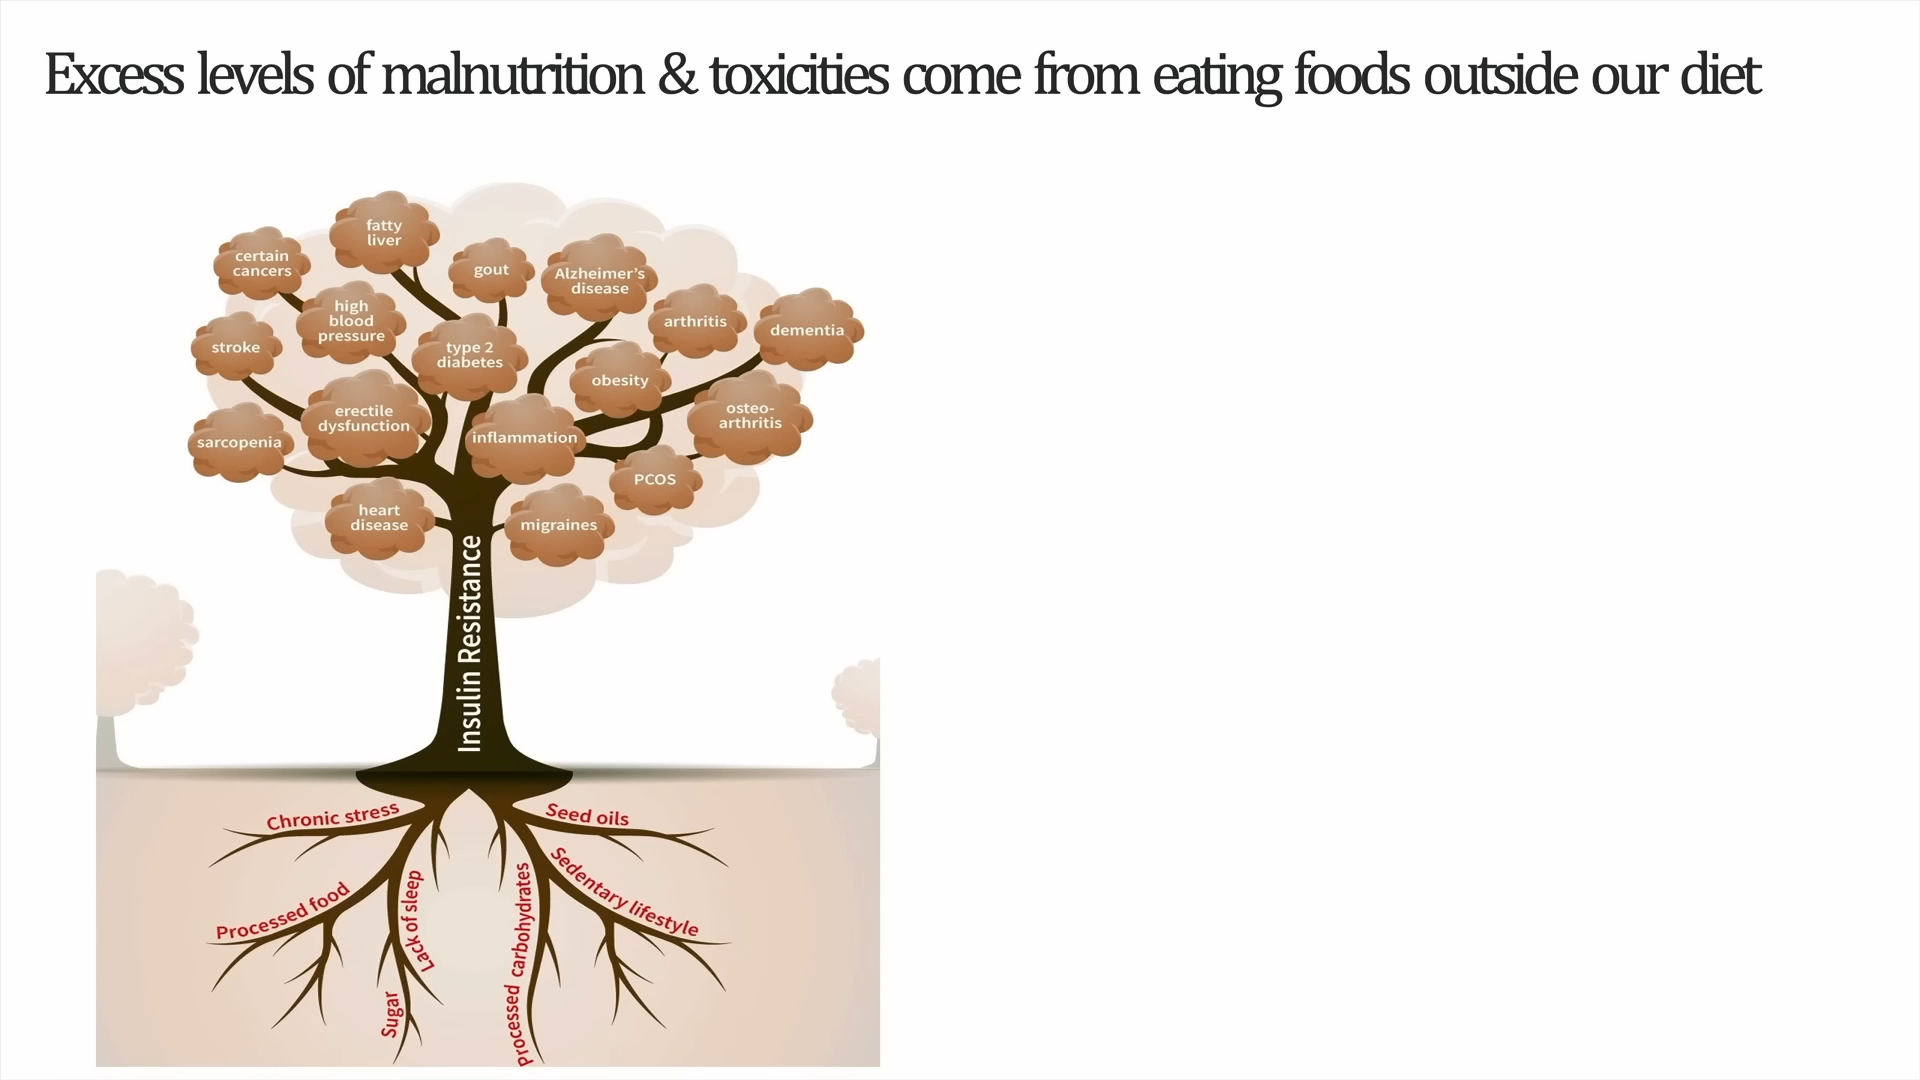 Excess levels of malnutrition & toxicities come from eating foods outside our diet
fatty
liver
certain
cancers
gout
Alzheimer's
disease
high
blood
pressure
arthritis
dementia
stroke
type 2
diabetes
obesity
erectile
dysfunction
osteo-
arthritis
sarcopenia
inflammation
PCOS
heart
disease
migraines
Insulin Resistance
Chronic stress
Seed oils
Processed food
Lack of sleep
Sugar
Processed carbohydrates
Sedentary lifestyle